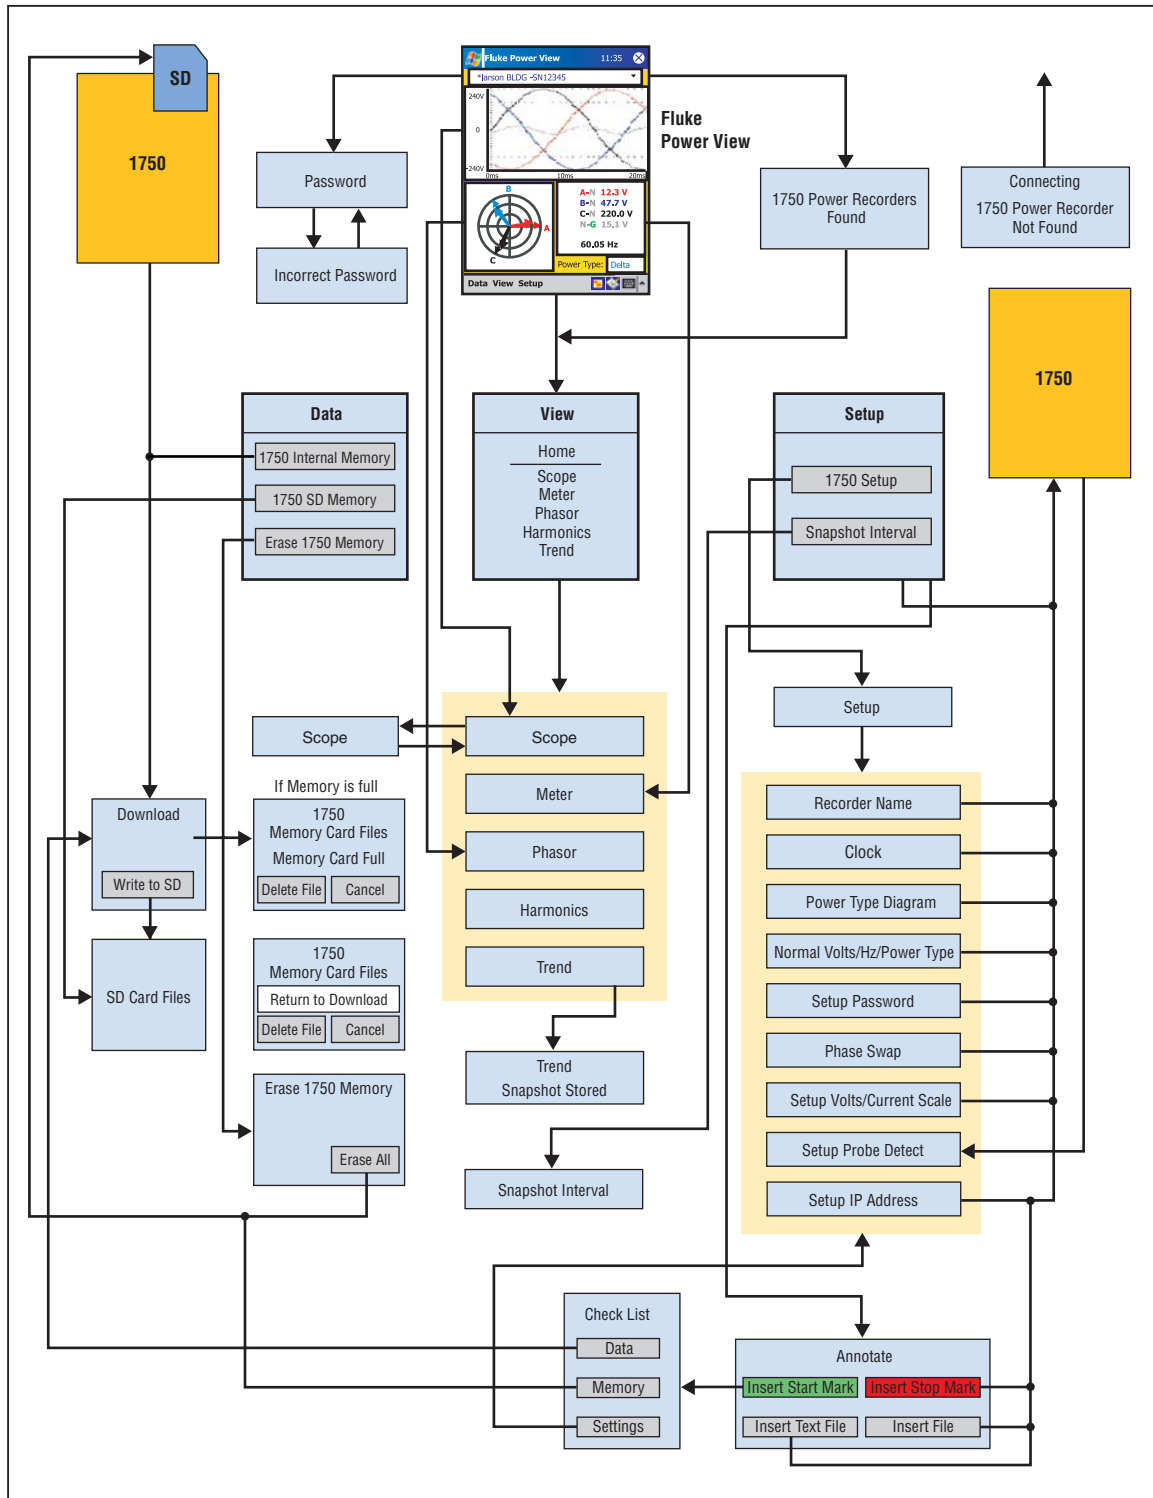 SD
1750
Fluke Power View 11:35
*larson BLDG -SN12345
240V
0
-240V
0ms 10ms 20ms
B
A
C
A-N 12.3 V
B-N 47.7 V
C-N 220.0 V
N-G 15.1 V
60.05 Hz
Power Type: Delta
Data View Setup
Fluke
Power View
Password
Incorrect Password
1750 Power Recorders
Found
Connecting
1750 Power Recorder
Not Found
1750
Data
1750 Internal Memory
1750 SD Memory
Erase 1750 Memory
View
Home
Scope
Meter
Phasor
Harmonics
Trend
Setup
1750 Setup
Snapshot Interval
Setup
Scope
Scope
Meter
Phasor
Harmonics
Trend
Trend
Snapshot Stored
Snapshot Interval
If Memory is full
Download
Write to SD
SD Card Files
1750
Memory Card Files
Memory Card Full
Delete File Cancel
1750
Memory Card Files
Return to Download
Delete File Cancel
Erase 1750 Memory
Erase All
Recorder Name
Clock
Power Type Diagram
Normal Volts/Hz/Power Type
Setup Password
Phase Swap
Setup Volts/Current Scale
Setup Probe Detect
Setup IP Address
Check List
Data
Memory
Settings
Annotate
Insert Start Mark Insert Stop Mark
Insert Text File Insert File